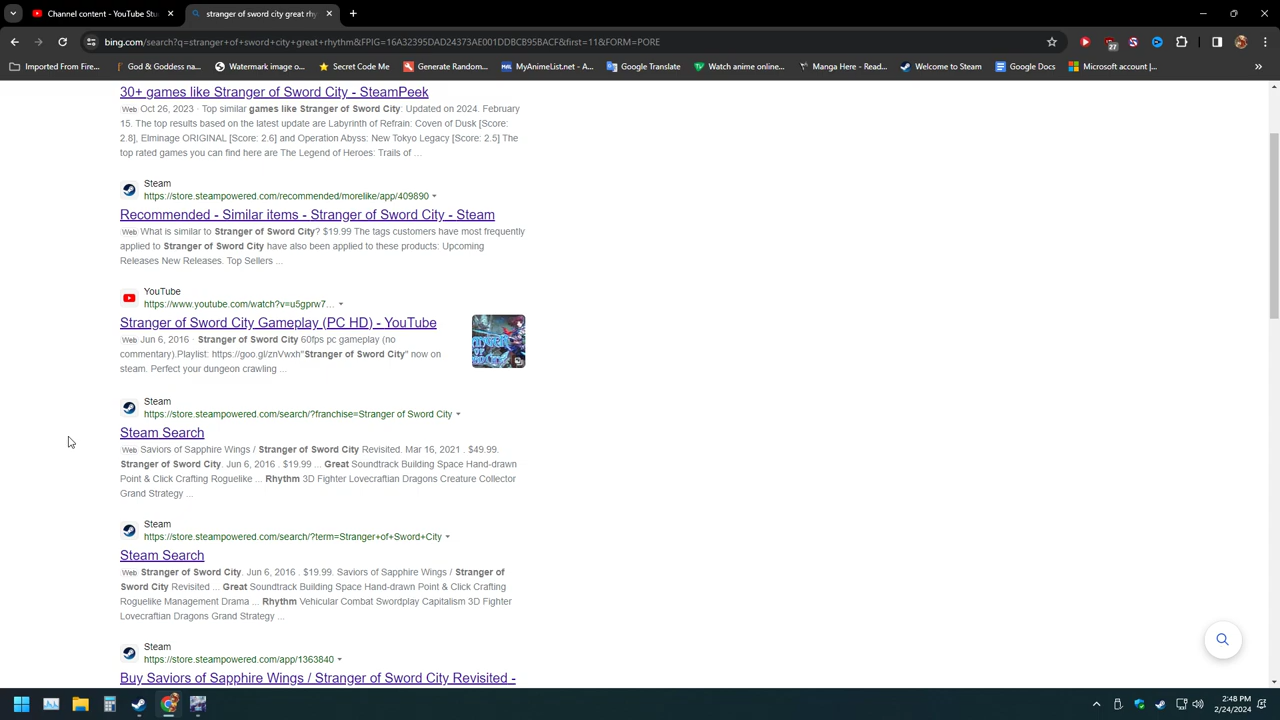 Channel content - YouTube Stu
stranger of sword city great rhy
bing.com/search?q=stranger+of+sword+city+great+rhythm&FPIG=16A32395DAD24373AE001DDBCB95BACF&first=11&FORM=PORE
27
Imported From Fire...
God & Goddess na...
Watermark image...
Secret Code Me
Generate Random...
MyAnimeList.net - A...
Google Translate
Watch anime online...
Manga Here - Read...
Welcome to Steam
Google Docs
Microsoft account |...
30+ games like Stranger of Sword City - SteamPeek
Web Oct 26, 2023 · Top similar games like Stranger of Sword City: Updated on 2024. February
15. The top results based on the latest update are Labyrinth of Refrain: Coven of Dusk [Score:
2.8], Elminage ORIGINAL [Score: 2.6] and Operation Abyss: New Tokyo Legacy [Score: 2.5] The
top rated games you can find here are The Legend of Heroes: Trails of ...
Steam
https://store.steampowered.com/recommended/morelike/app/409890
Recommended - Similar items - Stranger of Sword City - Steam
Web What is similar to Stranger of Sword City? $19.99 The tags customers have most frequently
applied to Stranger of Sword City have also been applied to these products: Upcoming
Releases New Releases. Top Sellers ...
YouTube
https://www.youtube.com/watch?v=u5gprw7...
Stranger of Sword City Gameplay (PC HD) - YouTube
Web Jun 6, 2016 · Stranger of Sword City 60fps pc gameplay (no
commentary).Playlist: https://goo.gl/znVwxh"Stranger of Sword City" now on
steam. Perfect your dungeon crawling ...
Steam
https://store.steampowered.com/search/?franchise=Stranger of Sword City
Steam Search
Web Saviors of Sapphire Wings / Stranger of Sword City Revisited. Mar 16, 2021 . $49.99.
Stranger of Sword City. Jun 6, 2016 . $19.99 ... Great Soundtrack Building Space Hand-drawn
Point & Click Crafting Roguelike ... Rhythm 3D Fighter Lovecraftian Dragons Creature Collector
Grand Strategy ...
Steam
https://store.steampowered.com/search/?term=Stranger+of+Sword+City
Steam Search
Web Stranger of Sword City. Jun 6, 2016 . $19.99. Saviors of Sapphire Wings / Stranger of
Sword City Revisited ... Great Soundtrack Building Space Hand-drawn Point & Click Crafting
Roguelike Management Drama ... Rhythm Vehicular Combat Swordplay Capitalism 3D Fighter
Lovecraftian Dragons Grand Strategy ...
Steam
https://store.steampowered.com/app/1363840
Buy Saviors of Sapphire Wings / Stranger of Sword City Revisited -
2:48 PM
2/24/2024